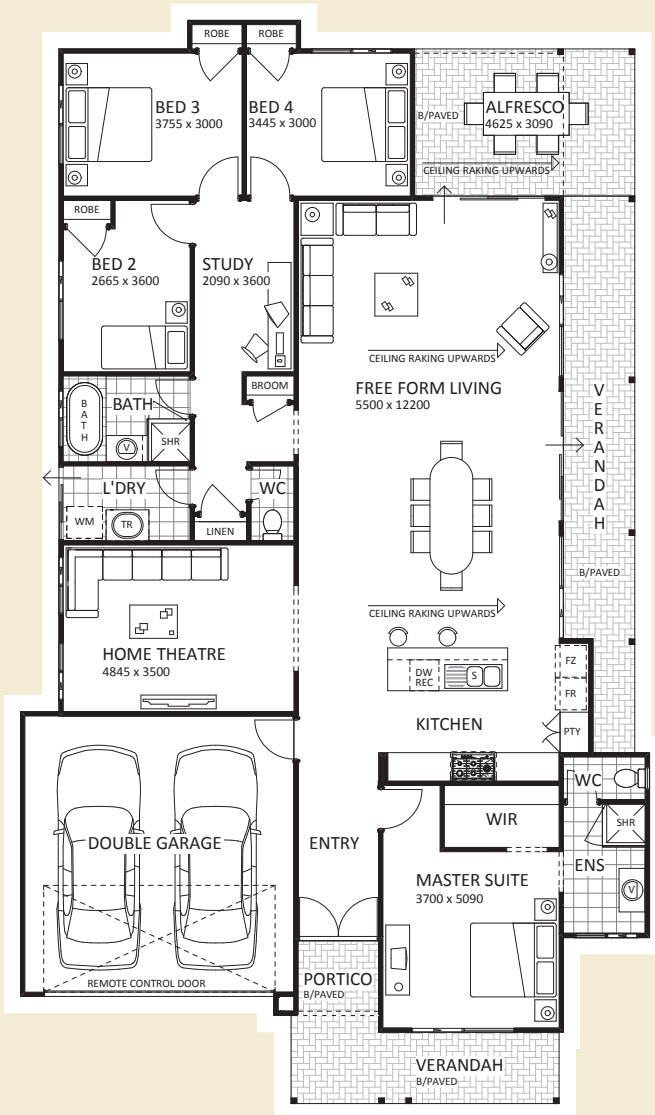 ROBE
ROBE
BED 3
3755 x 3000
BED 4
3445 x 3000
B/PAVED
ALFRESCO
4625 x 3090
CEILING RAKING UPWARDS
ROBE
BED 2
2665 x 3600
STUDY
2090 x 3600
CEILING RAKING UPWARDS
FREE FORM LIVING
5500 x 12200
BROOM
BATH
BATH
V
SHR
VERANDAH
B/PAVED
L'DRY
WM
TR
LINEN
WC
CEILING RAKING UPWARDS
HOME THEATRE
4845 x 3500
DW
REC
S
FZ
FR
PTY
KITCHEN
WC
SHR
WIR
ENS
V
DOUBLE GARAGE
ENTRY
MASTER SUITE
3700 x 5090
REMOTE CONTROL DOOR
PORTICO
B/PAVED
VERANDAH
B/PAVED